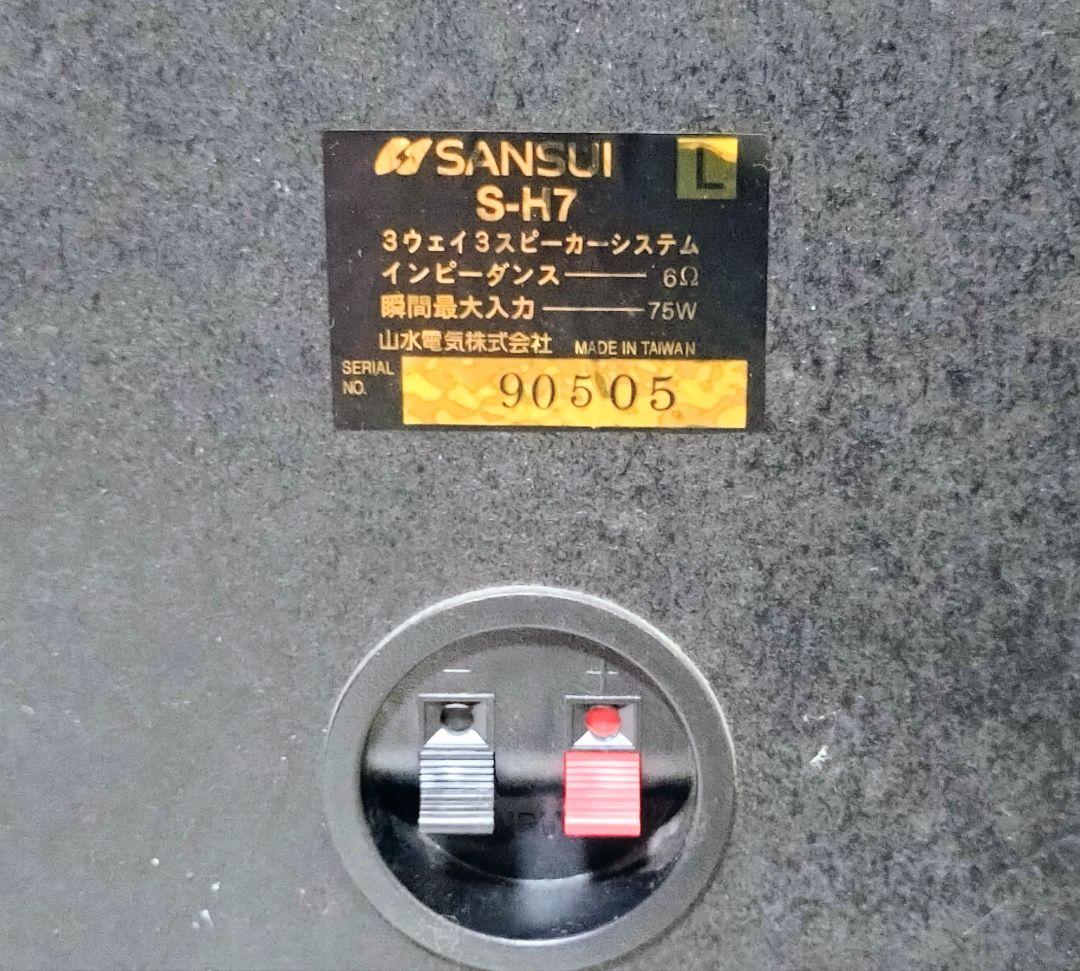 SANSUI L
S-H7
3ウェイ3スピーカーシステム
インピーダンス 6Ω
瞬間最大入力 75W
山水電気株式会社 MADE IN TAIWAN
SERIAL NO. 90505
− +